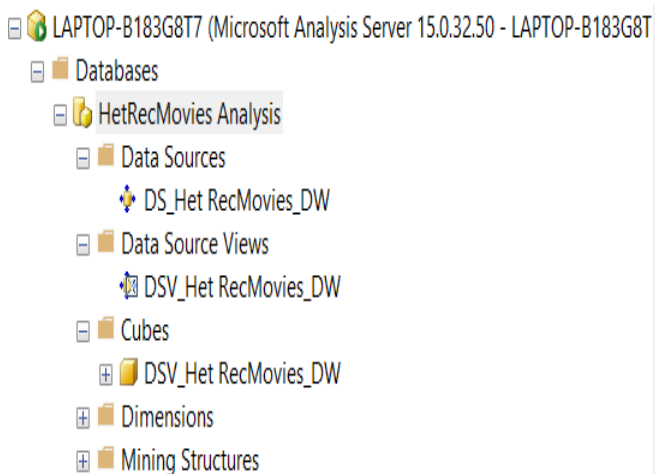 LAPTOP-B183G8T7 (Microsoft Analysis Server 15.0.32.50 - LAPTOP-B183G8T
Databases
HetRecMovies Analysis
Data Sources
DS_Het RecMovies_DW
Data Source Views
DSV_Het RecMovies_DW
Cubes
DSV_Het RecMovies_DW
Dimensions
Mining Structures